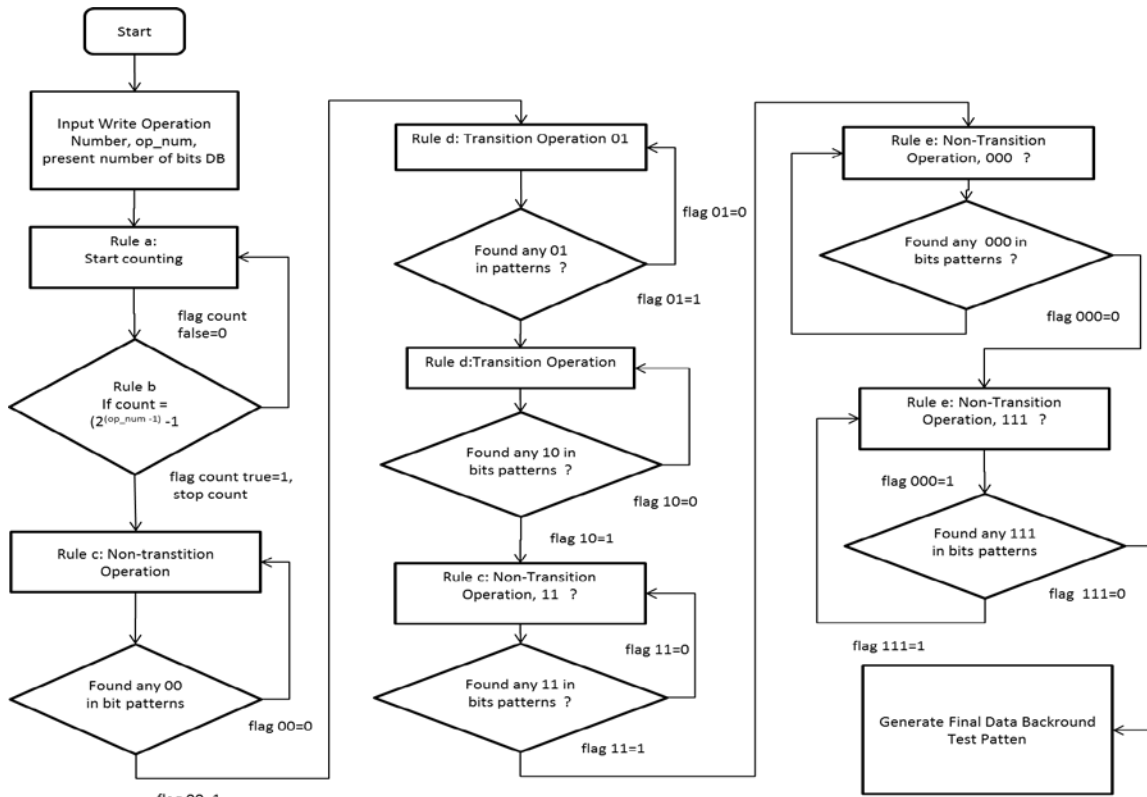 Start
Input Write Operation
Number, op_num,
present number of bits DB
Rule a:
Start counting
flag count
false=0
Rule b
If count =
(2^(op_num -1) -1
flag count true=1,
stop count
Rule c: Non-transtition
Operation
Found any 00
in bit patterns
flag 00=0
Rule d: Transition Operation 01
flag 01=0
Found any 01
in patterns ?
flag 01=1
Rule d:Transition Operation
Found any 10 in
bits patterns ?
flag 10=0
flag 10=1
Rule c: Non-Transition
Operation, 11 ?
flag 11=0
Found any 11 in
bits patterns ?
flag 11=1
Rule e: Non-Transition
Operation, 000 ?
Found any 000 in
bits patterns ?
flag 000=0
Rule e: Non-Transition
Operation, 111 ?
flag 000=1
Found any 111
in bits patterns
flag 111=0
flag 111=1
Generate Final Data Backround
Test Patten